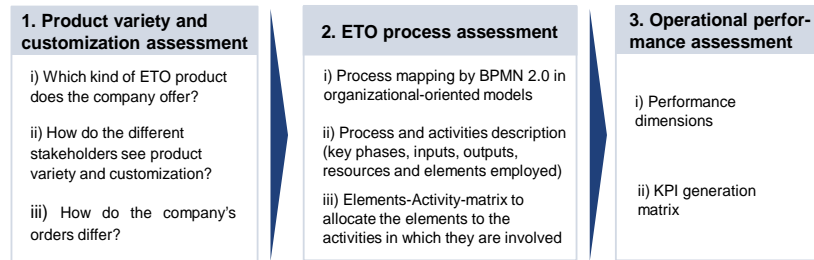 1. Product variety and
customization assessment
i) Which kind of ETO product
does the company offer?
ii) How do the different
stakeholders see product
variety and customization?
iii) How do the company's
orders differ?
2. ETO process assessment
i) Process mapping by BPMN 2.0 in
organizational-oriented models
ii) Process and activities description
(key phases, inputs, outputs,
resources and elements employed)
iii) Elements-Activity-matrix to
allocate the elements to the
activities in which they are involved
3. Operational perfor-
mance assessment
i) Performance
dimensions
ii) KPI generation
matrix